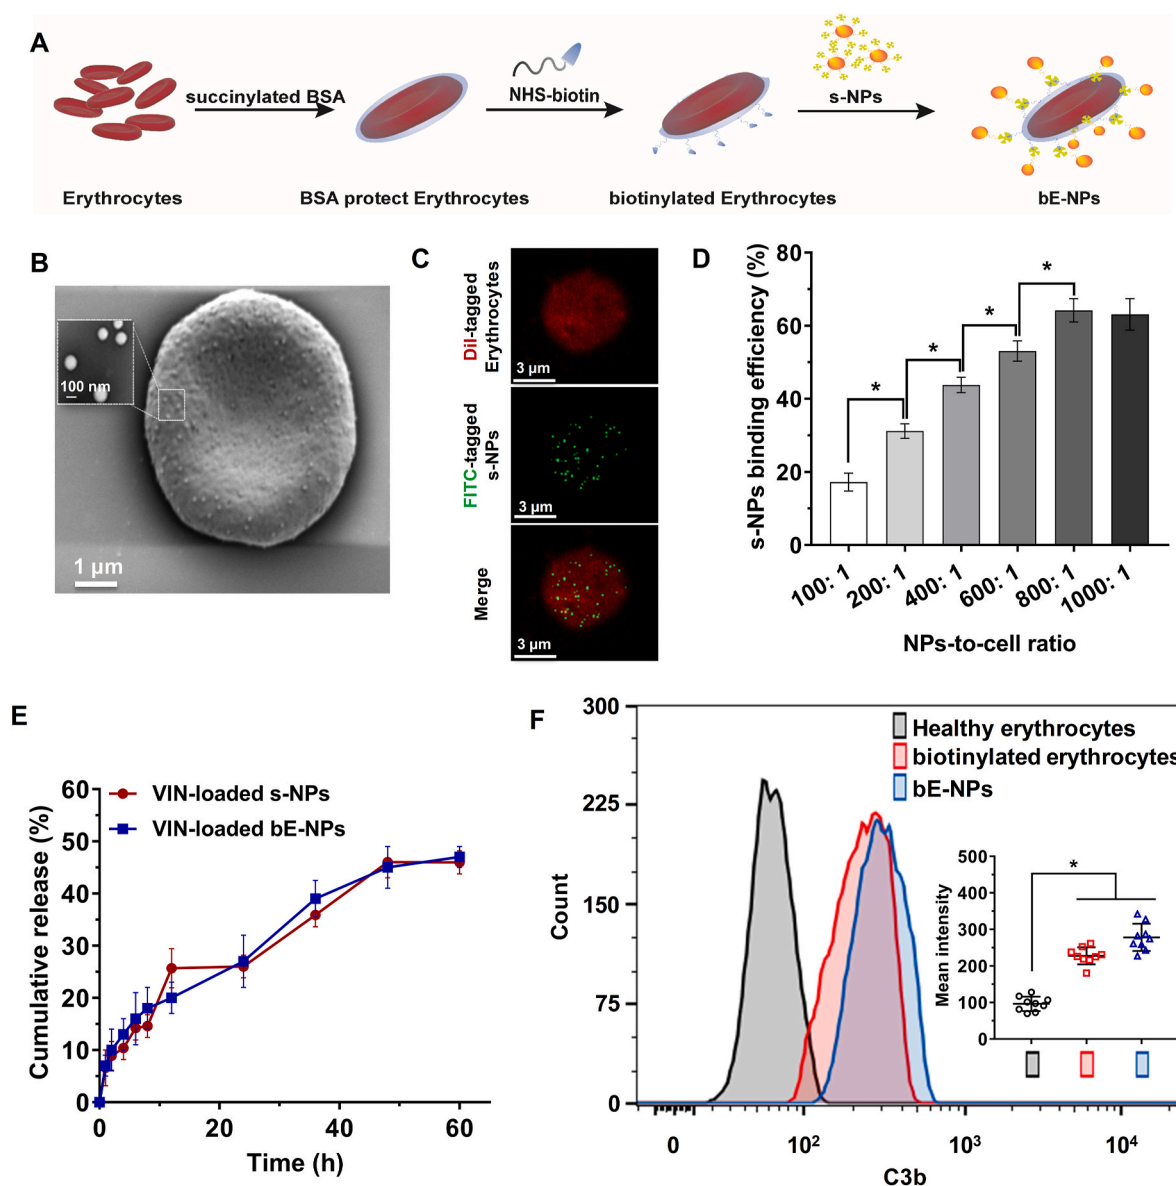 A
succinylated BSA
NHS-biotin
s-NPs
Erythrocytes
BSA protect Erythrocytes
biotinylated Erythrocytes
bE-NPs
B
100 nm
1 μm
C
DiI-tagged
Erythrocytes
3 μm
FITC-tagged
s-NPs
3 μm
Merge
3 μm
D
s-NPs binding efficiency (%)
80
60
40
20
0
*
*
*
*
100: 1
200: 1
400: 1
600: 1
800: 1
1000: 1
NPs-to-cell ratio
E
VIN-loaded s-NPs
VIN-loaded bE-NPs
Cumulative release (%)
60
50
40
30
20
10
0
0
20
40
60
Time (h)
F
Healthy erythrocytes
biotinylated erythrocytes
bE-NPs
Count
300
225
150
75
0
0
10²
10³
10⁴
C3b
Mean intensity
500
400
300
200
100
0
*